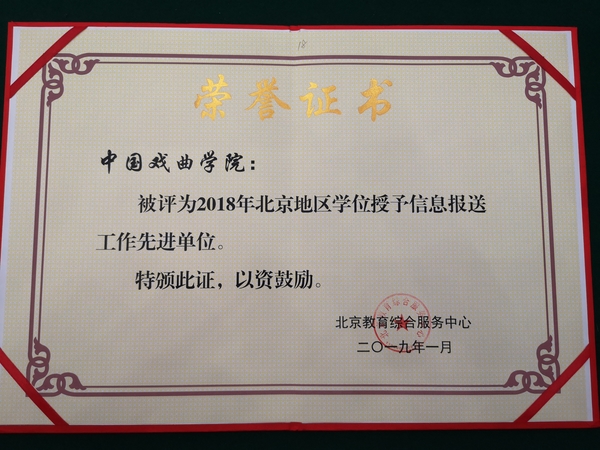 18
荣誉证书
中国戏曲学院：
被评为2018年北京地区学位授予信息报送
工作先进单位。
特颁此证，以资鼓励。
北京教育综合服务中心
二〇一九年一月